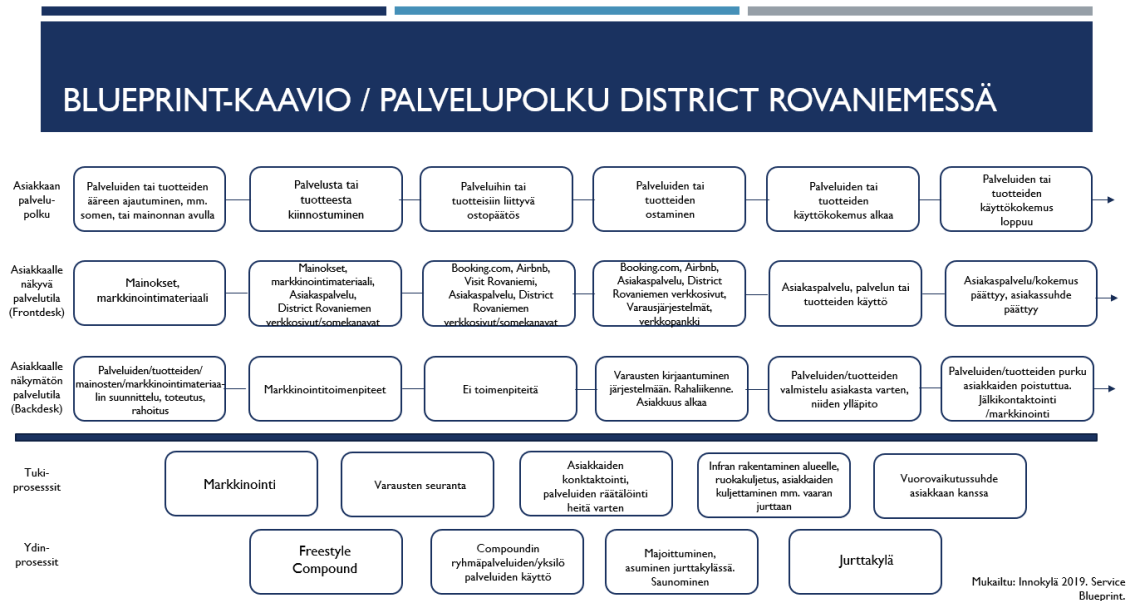 BLUEPRINT-KAAVIO / PALVELUPOLKU DISTRICT ROVANIEMESSÄ
Asiakkaan
palvelu-
polku
Palveluiden tai tuotteiden
ääreen ajautuminen, mm.
somen, tai mainonnan avulla
Palvelusta tai
tuotteesta
kiinnostuminen
Palveluihin tai
tuotteisiin liittyvä
ostopäätös
Palveluiden tai
tuotteiden
ostaminen
Palveluiden tai
tuotteiden
käyttökokemus alkaa
Palveluiden tai
tuotteiden
käyttökokemus
loppuu
Asiakkaalle
näkyvä
palvelutila
(Frontdesk)
Mainokset,
markkinointimateriaali
Mainokset,
markkinointimateriaali,
Asiakaspalvelu,
District Rovaniemen
verkkosivut/somekanavat
Booking.com, Airbnb,
Visit Rovaniemi,
Asiakaspalvelu, District
Rovaniemen
verkkosivut/somekanavat
Booking.com, Airbnb,
Asiakaspalvelu, District
Rovaniemen verkkosivut,
Varausjärjestelmät,
verkkopankki
Asiakaspalvelu, palvelun tai
tuotteiden käyttö
Asiakaspalvelu/kokemus
päättyy, asiakassuhde
päättyy
Asiakkaalle
näkymätön
palvelutila
(Backdesk)
Palveluiden/tuotteiden/
mainosten/markkinointimateriaa-
lin suunnittelu, toteutus,
rahoitus
Markkinointitoimenpiteet
Ei toimenpiteitä
Varausten kirjaantuminen
järjestelmään. Rahaliikenne.
Asiakkuus alkaa
Palveluiden/tuotteiden
valmistelu asiakasta varten,
niiden ylläpito
Palveluiden/tuotteiden purku
asiakkaiden poistuttua.
Jälkikontaktointi
/markkinointi
Tuki-
prosesssit
Markkinointi
Varausten seuranta
Asiakkaiden
konktaktointi,
palveluiden räätälöinti
heitä varten
Infran rakentaminen alueelle,
ruokakuljetus, asiakkaiden
kuljettaminen mm. vaaran
jurttaan
Vuorovaikutussuhde
asiakkaan kanssa
Ydin-
prosessit
Freestyle
Compound
Compoundin
ryhmäpalveluiden/yksilö
palveluiden käyttö
Majoittuminen,
asuminen jurttakylässä.
Saunominen
Jurttakylä
Mukailtu: Innokylä 2019. Service
Blueprint.